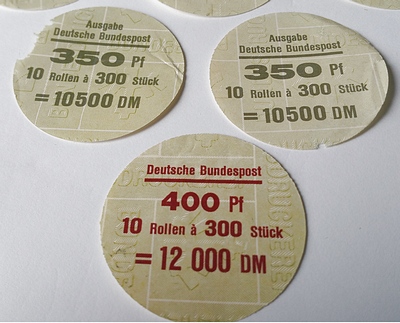 Ausgabe
Deutsche Bundespost
350 Pf
10 Rollen à 300 Stück
= 10500 DM
Ausgabe
Deutsche Bundespost
350 Pf
10 Rollen à 300 Stück
= 10500 DM
Deutsche Bundespost
400 Pf
10 Rollen à 300 Stück
= 12 000 DM